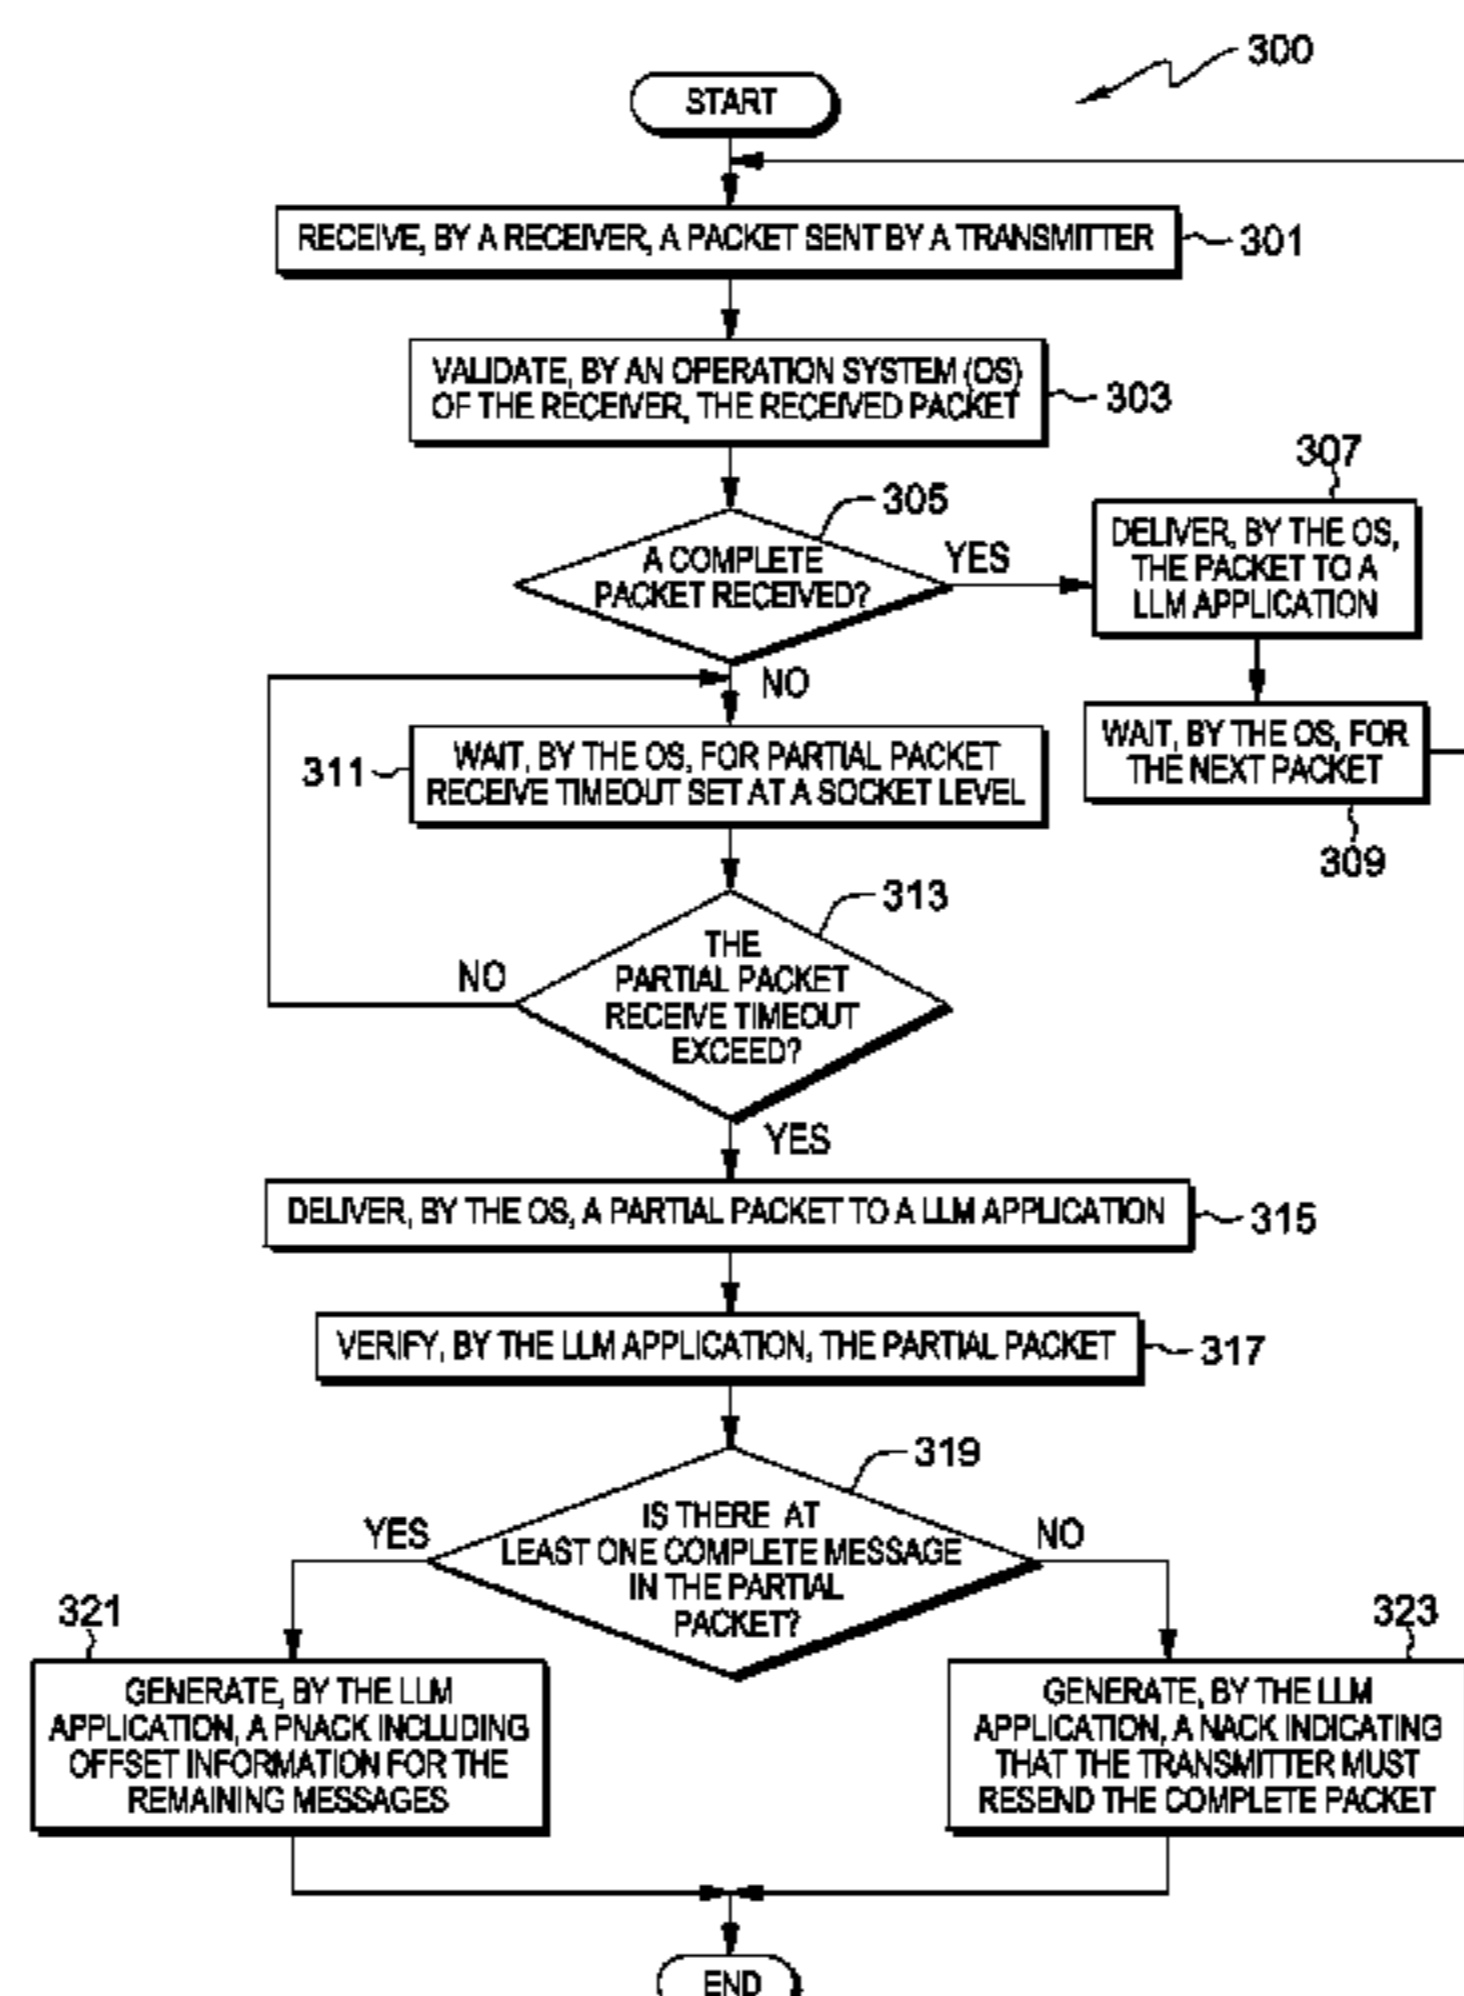 300
START
RECEIVE, BY A RECEIVER, A PACKET SENT BY A TRANSMITTER
301
VALIDATE, BY AN OPERATION SYSTEM (OS)
OF THE RECEIVER, THE RECEIVED PACKET
303
305
A COMPLETE
PACKET RECEIVED?
YES
307
DELIVER, BY THE OS,
THE PACKET TO A
LLM APPLICATION
NO
WAIT, BY THE OS, FOR
THE NEXT PACKET
309
311
WAIT, BY THE OS, FOR PARTIAL PACKET
RECEIVE TIMEOUT SET AT A SOCKET LEVEL
313
THE
PARTIAL PACKET
RECEIVE TIMEOUT
EXCEED?
NO
YES
DELIVER, BY THE OS, A PARTIAL PACKET TO A LLM APPLICATION
315
VERIFY, BY THE LLM APPLICATION, THE PARTIAL PACKET
317
319
IS THERE AT
LEAST ONE COMPLETE MESSAGE
IN THE PARTIAL
PACKET?
YES
NO
321
GENERATE, BY THE LLM
APPLICATION, A PNACK INCLUDING
OFFSET INFORMATION FOR THE
REMAINING MESSAGES
323
GENERATE, BY THE LLM
APPLICATION, A NACK INDICATING
THAT THE TRANSMITTER MUST
RESEND THE COMPLETE PACKET
END